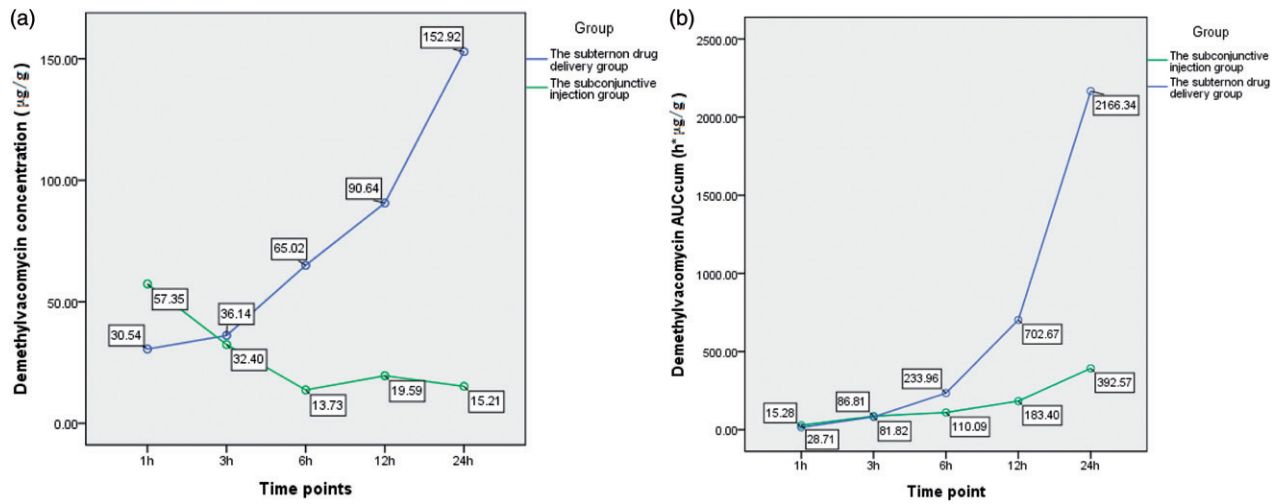 (a)
Group
The subternon drug
delivery group
The subconjunctive
injection group
Demethylvacomycin concentration (μg/g)
150.00
100.00
50.00
0.00
152.92
90.64
65.02
57.35
36.14
30.54
32.40
13.73
19.59
15.21
1h 3h 6h 12h 24h
Time points
(b)
Group
The subconjunctive
injection group
The subternon drug
delivery group
Demethylvacomycin AUCcum (h* μg/g)
2500.00
2000.00
1500.00
1000.00
500.00
0.00
2166.34
702.67
392.57
233.96
183.40
86.81
15.28
110.09
81.82
28.71
1h 3h 6h 12h 24h
Time point